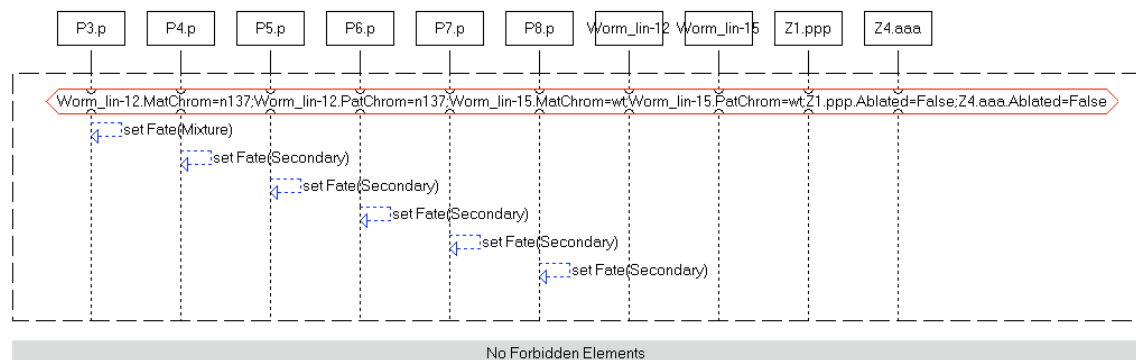 P3.p P4.p P5.p P6.p P7.p P8.p Worm_lin-12 Worm_lin-15 Z1.ppp Z4.aaa
Worm_lin-12.MatChrom=n137;Worm_lin-12.PatChrom=n137;Worm_lin-15.MatChrom=wt;Worm_lin-15.PatChrom=wt;Z1.ppp.Ablated=False;Z4.aaa.Ablated=False
set Fate(Mixture)
set Fate(Secondary)
set Fate(Secondary)
set Fate(Secondary)
set Fate(Secondary)
set Fate(Secondary)
No Forbidden Elements